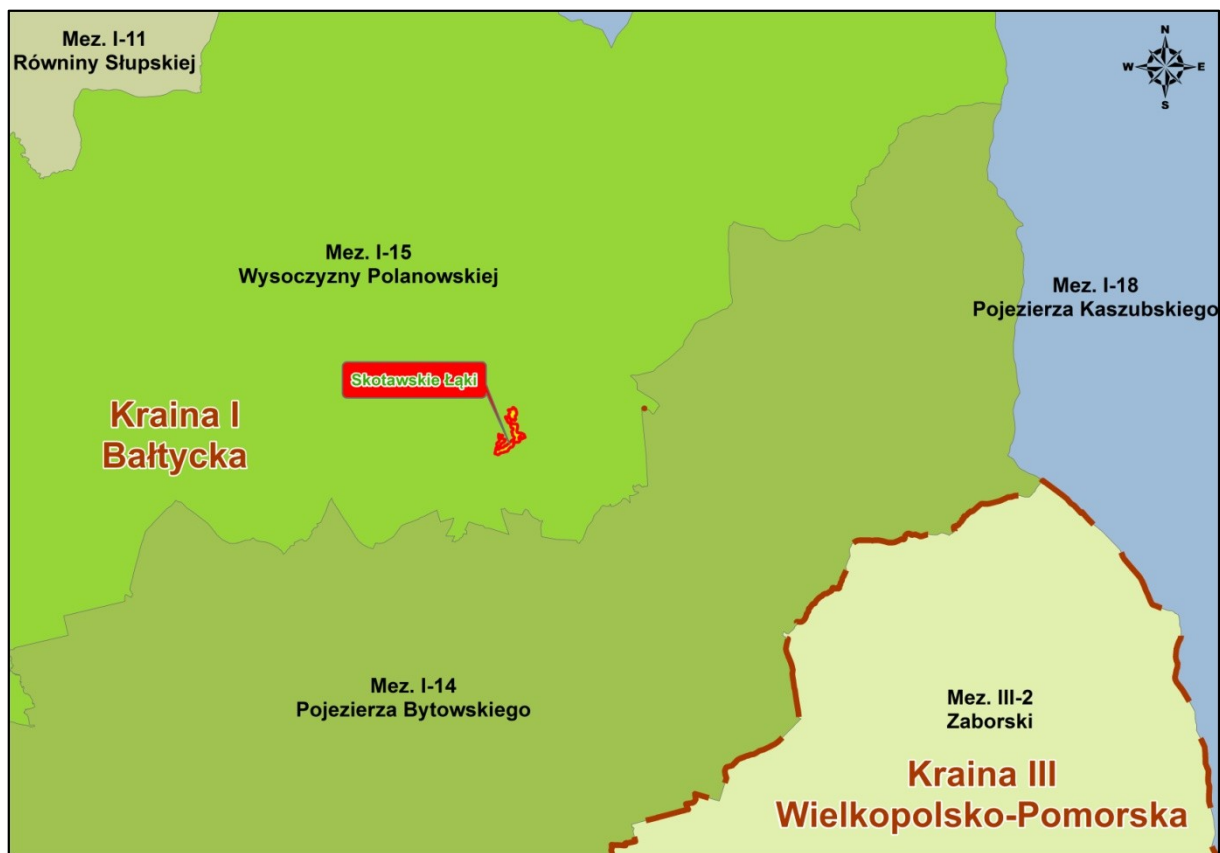 Mez. I-11
Równiny Słupskiej
N
W
E
S
Mez. I-15
Wysoczyzny Polanowskiej
Mez. I-18
Pojezierza Kaszubskiego
Skotawskie Łąki
Kraina I
Bałtycka
Mez. I-14
Pojezierza Bytowskiego
Mez. III-2
Zaborski
Kraina III
Wielkopolsko-Pomorska